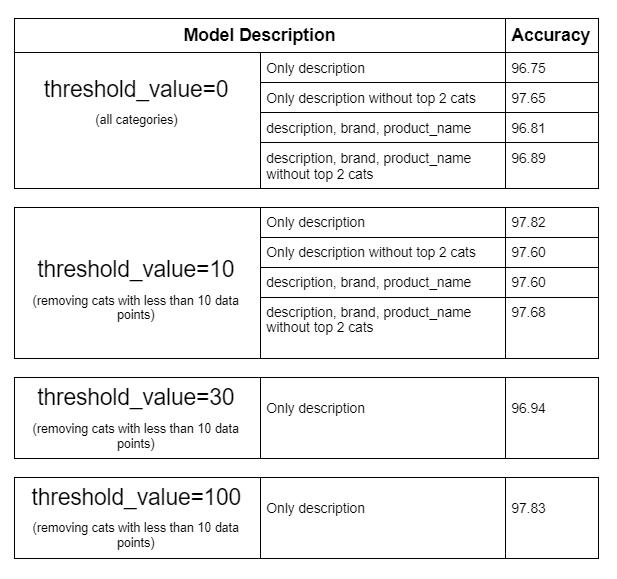 Model Description Accuracy
threshold_value=0
(all categories)
Only description 96.75
Only description without top 2 cats 97.65
description, brand, product_name 96.81
description, brand, product_name 96.89
without top 2 cats
threshold_value=10
(removing cats with less than 10 data
points)
Only description 97.82
Only description without top 2 cats 97.60
description, brand, product_name 97.60
description, brand, product_name 97.68
without top 2 cats
threshold_value=30
(removing cats with less than 10 data
points)
Only description 96.94
threshold_value=100
(removing cats with less than 10 data
points)
Only description 97.83